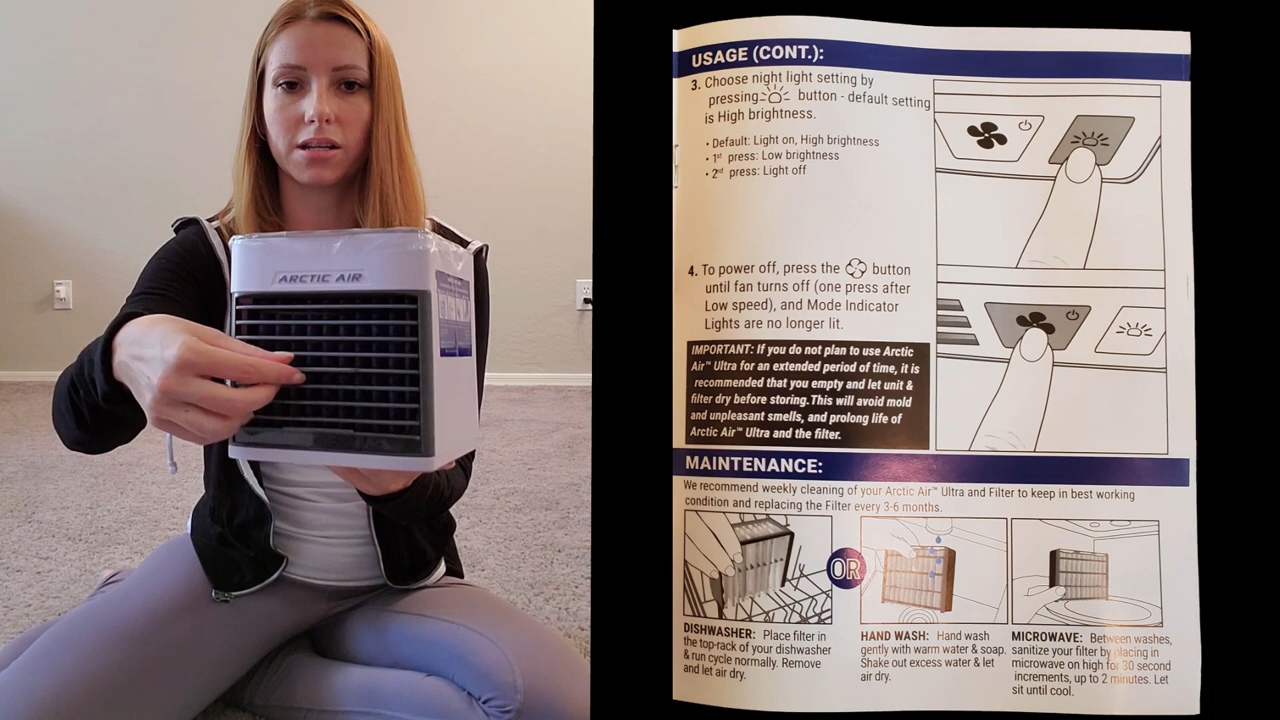 ARCTIC AIR
USAGE (CONT.):
3. Choose night light setting by
pressing button - default setting
is High brightness.
• Default: Light on, High brightness
• 1st press: Low brightness
• 2nd press: Light off
4. To power off, press the button
until fan turns off (one press after
Low speed), and Mode Indicator
Lights are no longer lit.
IMPORTANT: If you do not plan to use Arctic
Air™ Ultra for an extended period of time, it is
recommended that you empty and let unit &
filter dry before storing. This will avoid mold
and unpleasant smells, and prolong life of
Arctic Air™ Ultra and the filter.
MAINTENANCE:
We recommend weekly cleaning of your Arctic Air™ Ultra and Filter to keep in best working
condition and replacing the Filter every 3-6 months.
OR
DISHWASHER: Place filter in
the top-rack of your dishwasher
& run cycle normally. Remove
and let air dry.
HAND WASH: Hand wash
gently with warm water & soap.
Shake out excess water & let
air dry.
MICROWAVE: Between washes,
sanitize your filter by placing in
microwave on high for 30 second
increments, up to 2 minutes. Let
sit until cool.